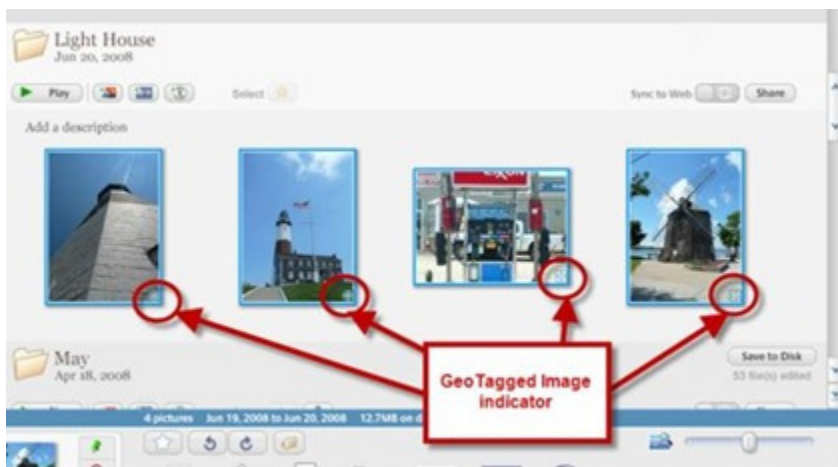 Light House
Jun 20, 2008
Play
Select
Sync to Web
Share
Add a description
EXXON
GeoTagged Image
indicator
May
Apr 18, 2008
Save to Disk
53 file(s) edited
4 pictures Jun 19, 2008 to Jun 20, 2008 12.7MB on d